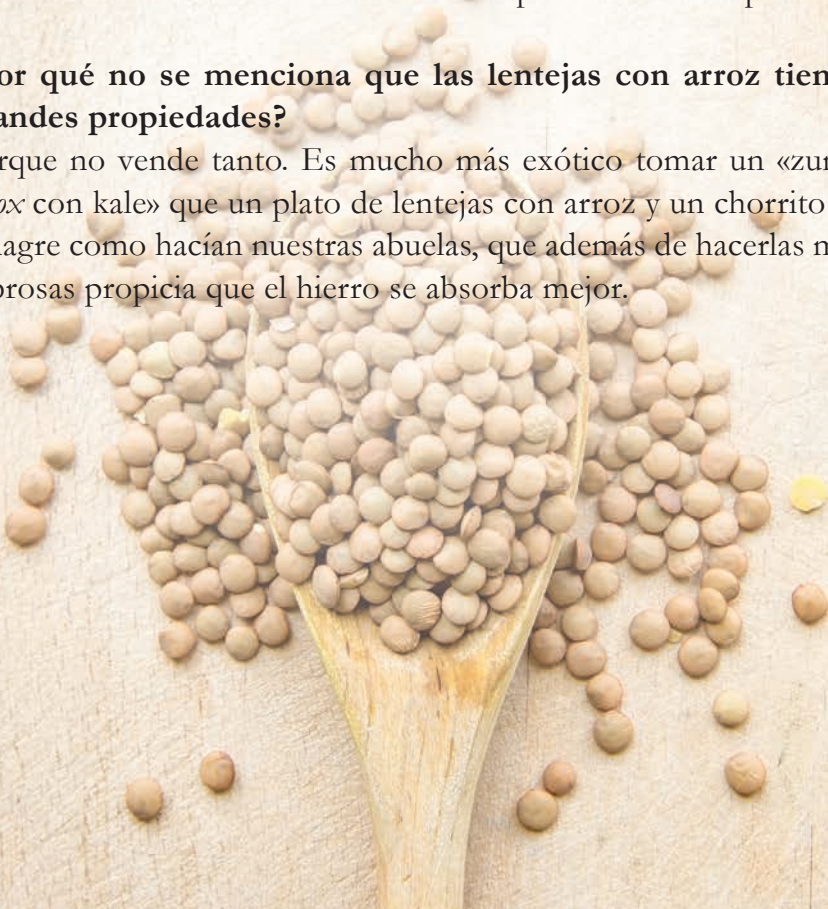 or qué no se menciona que las lentejas con arroz tien
andes propiedades?
rque no vende tanto. Es mucho más exótico tomar un «zu
ox con kale» que un plato de lentejas con arroz y un chorrito
agre como hacían nuestras abuelas, que además de hacerlas m
brosas propicia que el hierro se absorba mejor.